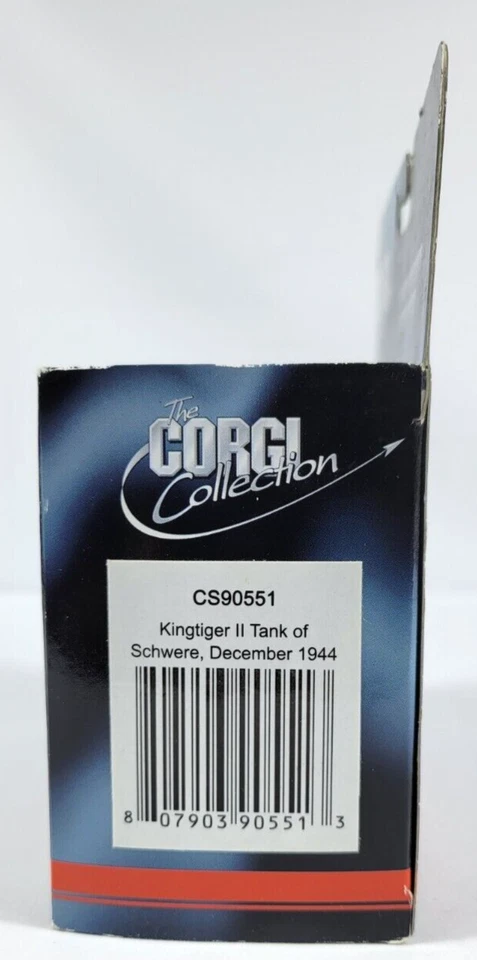 The
CORGI
Collection
CS90551
Kingtiger II Tank of
Schwere, December 1944
8 07903 90551 3